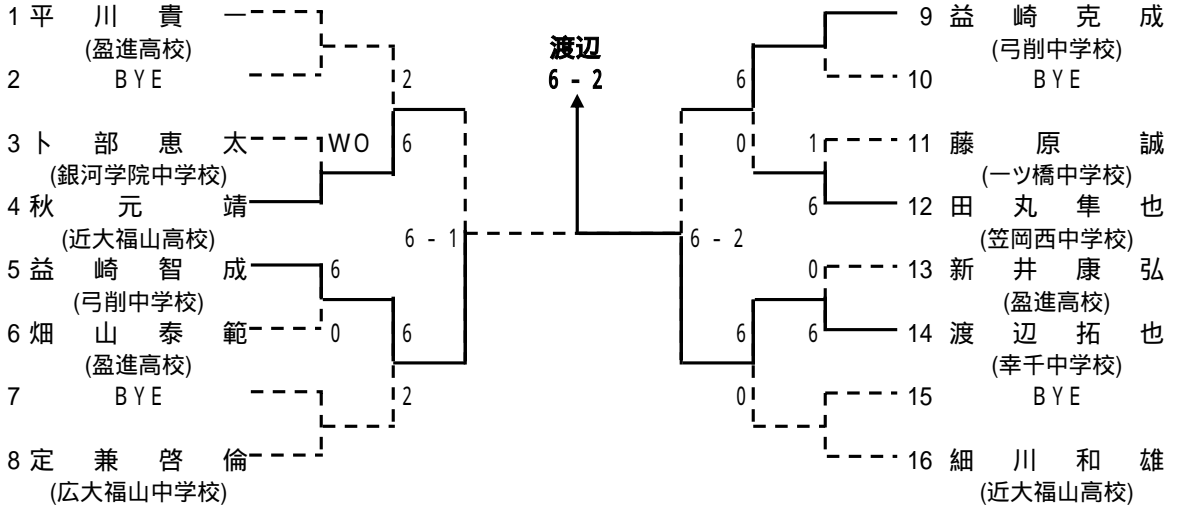 1 平 川 貴 一
(盈進高校)
2 BYE
3 卜 部 恵 太
(銀河学院中学校)
4 秋 元 靖
(近大福山高校)
5 益 崎 智 成
(弓削中学校)
6 畑 山 泰 範
(盈進高校)
7 BYE
8 定 兼 啓 倫
(広大福山中学校)
2
WO
6
6
0
6
2
6 - 1
渡辺
6 - 2
6 - 2
6
0
1
6
0
6
6
0
9 益 崎 克 成
(弓削中学校)
10 BYE
11 藤 原 誠
(一ツ橋中学校)
12 田 丸 隼 也
(笠岡西中学校)
13 新 井 康 弘
(盈進高校)
14 渡 辺 拓 也
(幸千中学校)
15 BYE
16 細 川 和 雄
(近大福山高校)